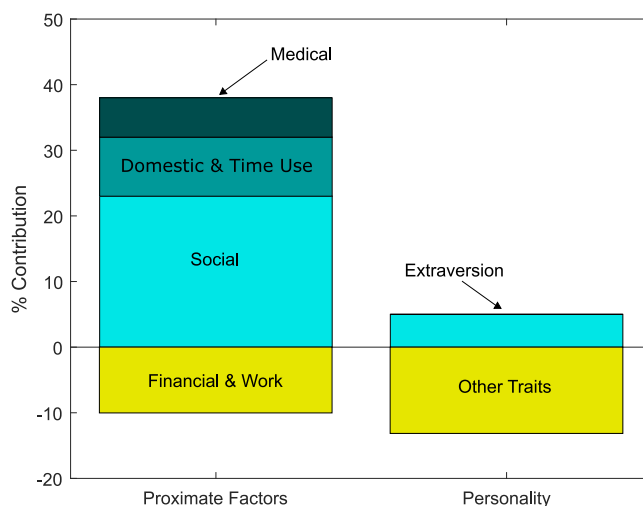 50
40
30
20
10
0
-10
-20
% Contribution
Medical
Domestic & Time Use
Social
Financial & Work
Extraversion
Other Traits
Proximate Factors
Personality